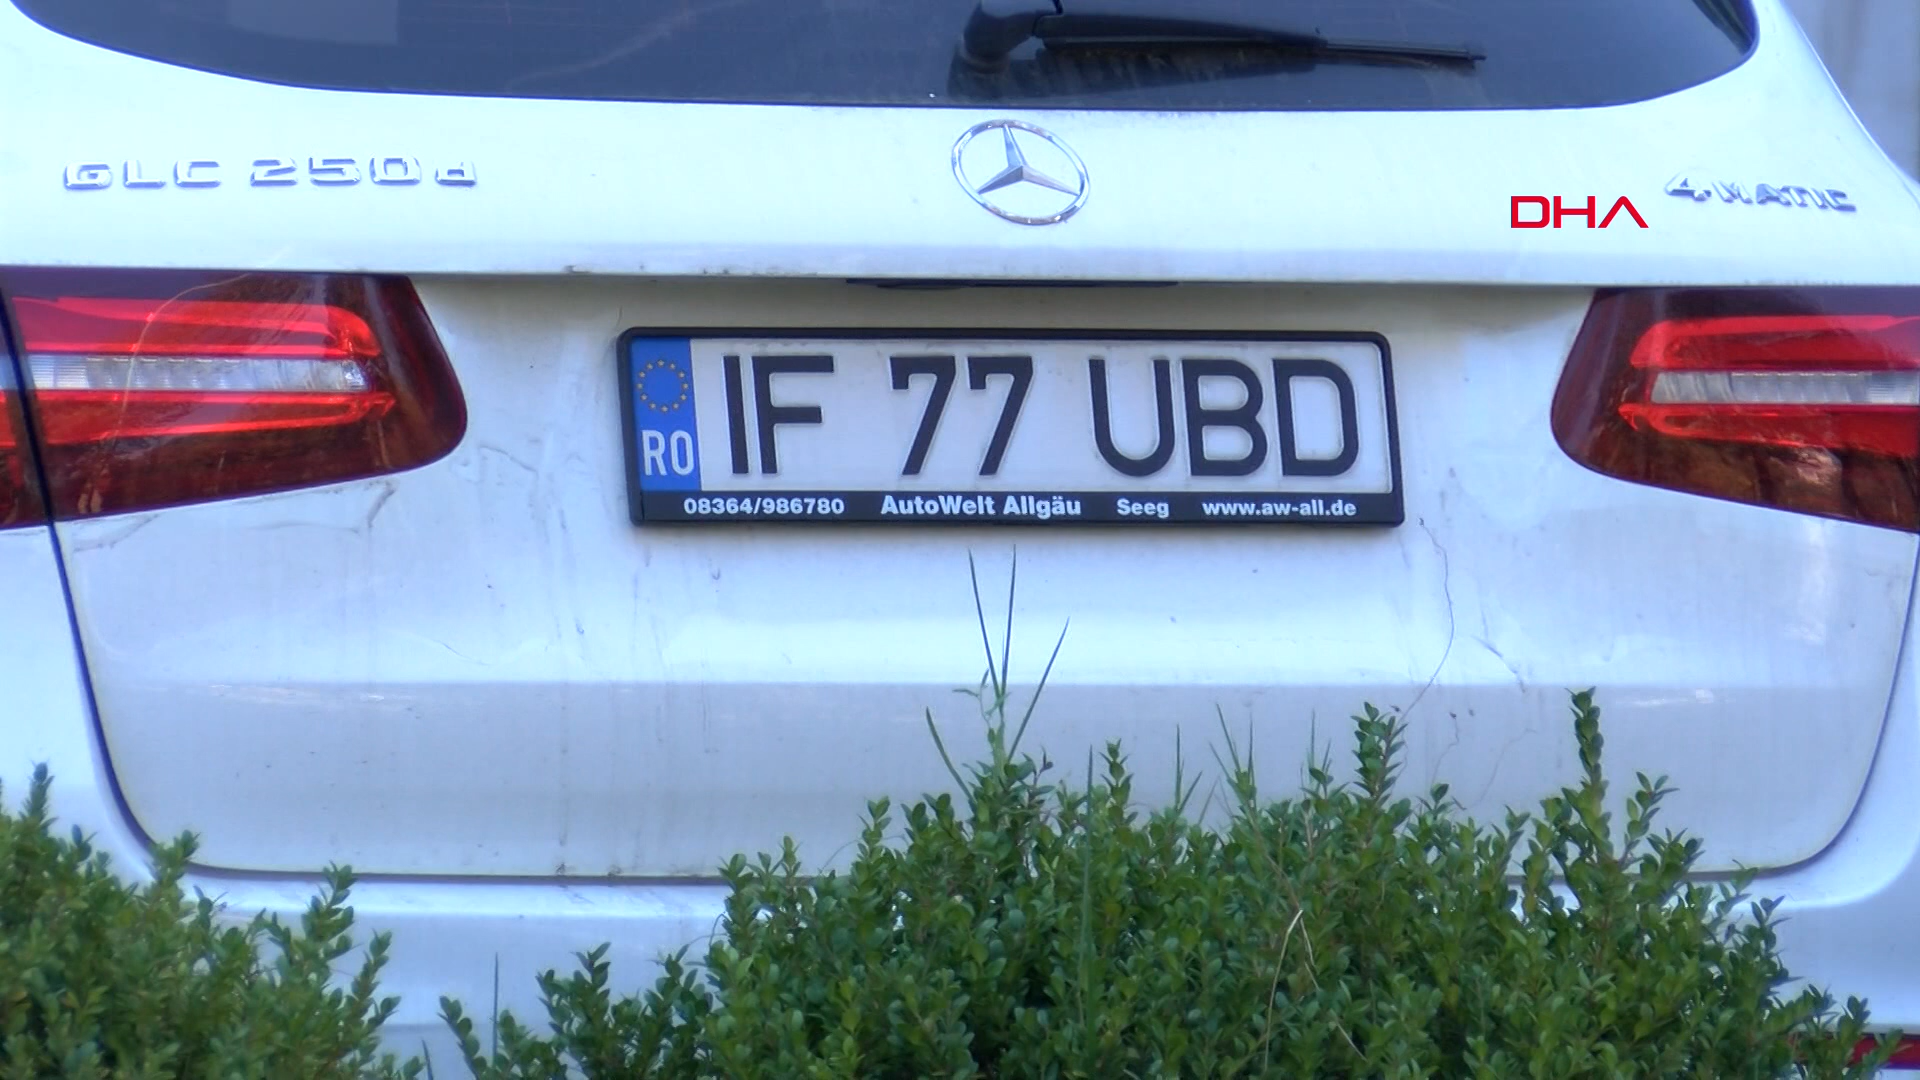 GLC 250d
4MATIC
DHA
RO IF 77 UBD
08364/986780 AutoWelt Allgäu Seeg www.aw-all.de